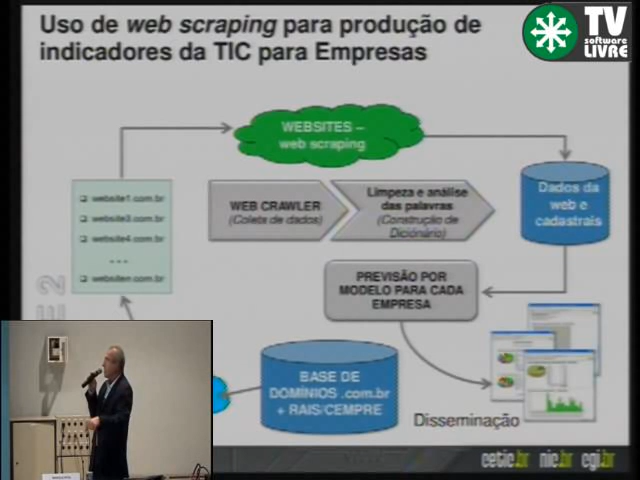 Uso de web scraping para produção de
indicadores da TIC para Empresas
TV
software
LIVRE
WEBSITES –
web scraping
website1.com.br
website3.com.br
website4.com.br
...
websiten.com.br
WEB CRAWLER
(Coleta de dados)
Limpeza e análise
das palavras
(Construção de
Dicionário)
Dados da
web e
cadastrais
PREVISÃO POR
MODELO PARA CADA
EMPRESA
E 2
BASE DE
DOMÍNIOS .com.br
+ RAIS/CEMPRE
Disseminação
cetic.br nic.br cgi.br